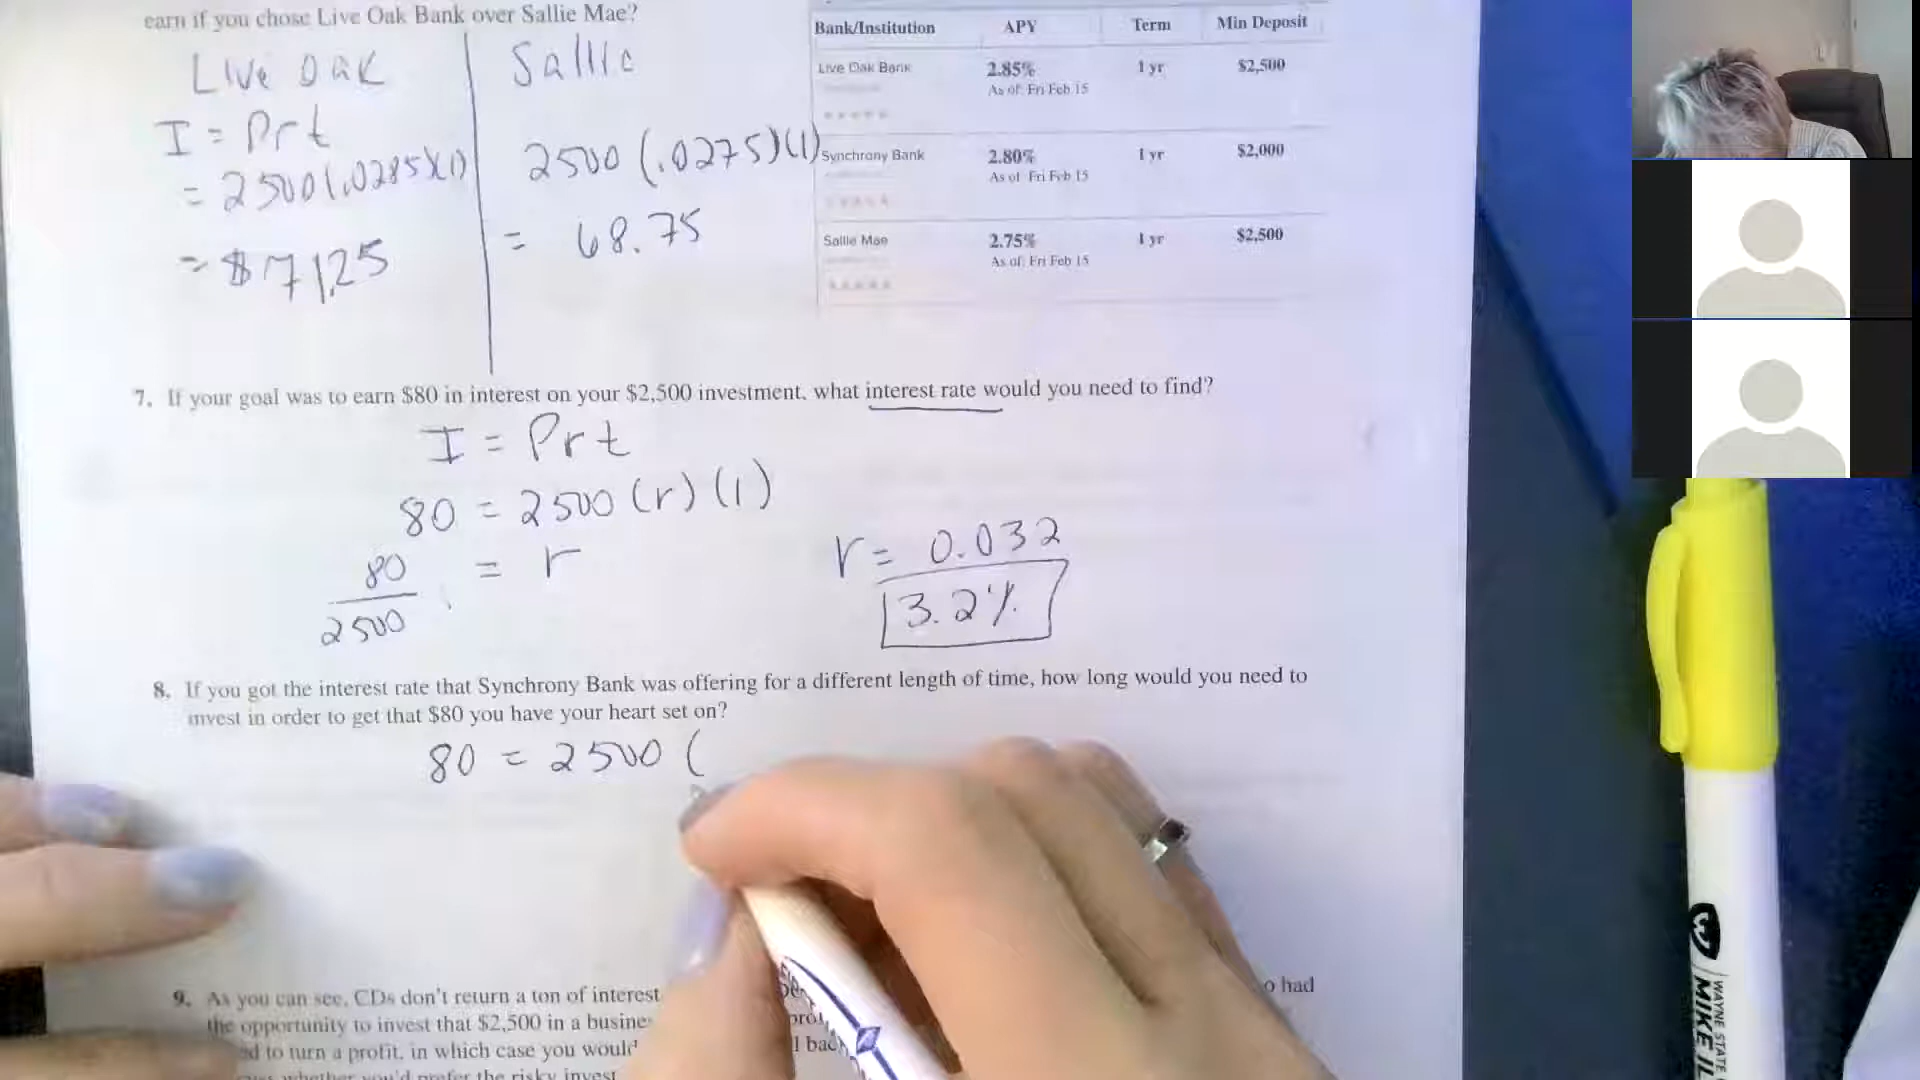 earn if you chose Live Oak Bank over Sallie Mae?
Live Oak
Sallie
I = Prt
= 2500(.0285)(1)
= $71.25
2500 (.0275)(1)
= 68.75
Bank/Institution APY Term Min Deposit
Live Oak Bank 2.85% 1 yr $2,500
As of: Fri Feb 15
Synchrony Bank 2.80% 1 yr $2,000
As of: Fri Feb 15
Sallie Mae 2.75% 1 yr $2,500
As of: Fri Feb 15
7. If your goal was to earn $80 in interest on your $2,500 investment, what interest rate would you need to find?
I = Prt
80 = 2500 (r) (1)
80
2500
= r
r = 0.032
3.2%
8. If you got the interest rate that Synchrony Bank was offering for a different length of time, how long would you need to
invest in order to get that $80 you have your heart set on?
80 = 2500 (
9. As you can see, CDs don't return a ton of interest
o had
the opportunity to invest that $2,500 in a busine
to turn a profit, in which case you would
whether you'd prefer the risky invest
WAYNE STATE
MIKE IL